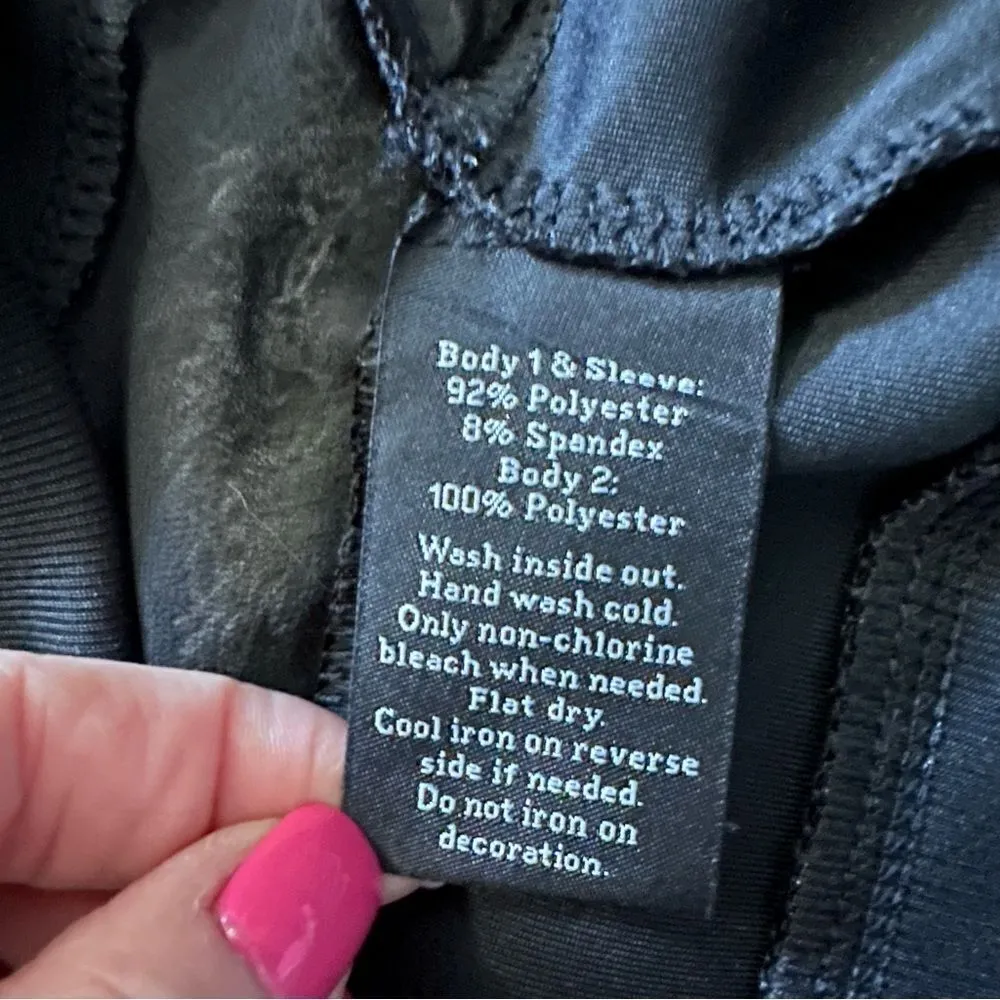 Body 1 & Sleeve:
92% Polyester
8% Spandex
Body 2:
100% Polyester
Wash inside out.
Hand wash cold.
Only non-chlorine
bleach when needed.
Flat dry.
Cool iron on reverse
side if needed.
Do not iron on
decoration.